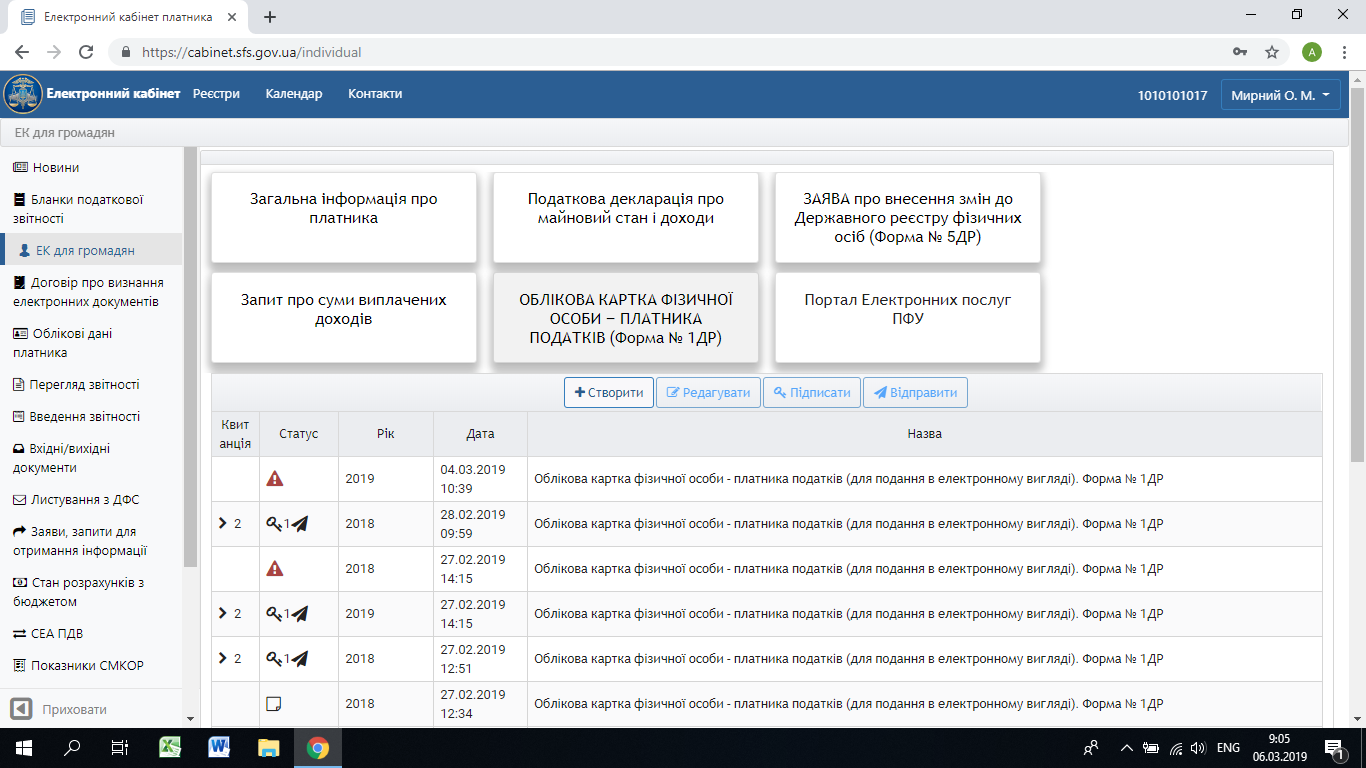 Електронний кабінет платника
https://cabinet.sfs.gov.ua/individual
A
Електронний кабінет Реєстри Календар Контакти 1010101017 Мирний О. М.
ЕК для громадян
Новини
Бланки податкової
звітності
ЕК для громадян
Договір про визнання
електронних документів
Облікові дані
платника
Перегляд звітності
Введення звітності
Вхідні/вихідні
документи
Листування з ДФС
Заяви, запити для
отримання інформації
Стан розрахунків з
бюджетом
СЕА ПДВ
Показники СМКОР
Приховати
Загальна інформація про
платника
Податкова декларація про
майновий стан і доходи
ЗАЯВА про внесення змін до
Державного реєстру фізичних
осіб (Форма № 5ДР)
Запит про суми виплачених
доходів
ОБЛІКОВА КАРТКА ФІЗИЧНОЇ
ОСОБИ – ПЛАТНИКА
ПОДАТКІВ (Форма № 1ДР)
Портал Електронних послуг
ПФУ
Створити Редагувати Підписати Відправити
Квит
анція
Статус Рік Дата Назва
2019 04.03.2019
10:39
Облікова картка фізичної особи - платника податків (для подання в електронному вигляді). Форма № 1ДР
2 1 2018 28.02.2019
09:59
Облікова картка фізичної особи - платника податків (для подання в електронному вигляді). Форма № 1ДР
2018 27.02.2019
14:15
Облікова картка фізичної особи - платника податків (для подання в електронному вигляді). Форма № 1ДР
2 1 2019 27.02.2019
14:15
Облікова картка фізичної особи - платника податків (для подання в електронному вигляді). Форма № 1ДР
2 1 2018 27.02.2019
12:51
Облікова картка фізичної особи - платника податків (для подання в електронному вигляді). Форма № 1ДР
2018 27.02.2019
12:34
Облікова картка фізичної особи - платника податків (для подання в електронному вигляді). Форма № 1ДР
ENG
9:05
06.03.2019
1